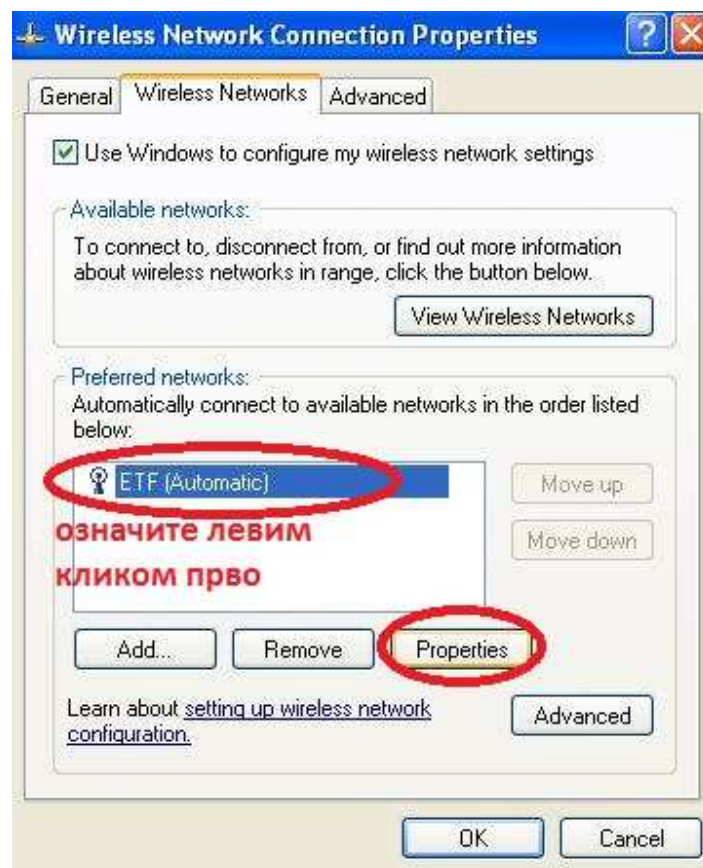 Wireless Network Connection Properties
General Wireless Networks Advanced
Use Windows to configure my wireless network settings
Available networks:
To connect to, disconnect from, or find out more information
about wireless networks in range, click the button below.
View Wireless Networks
Preferred networks:
Automatically connect to available networks in the order listed
below:
ETF (Automatic)
Move up
означите левим
кликом прво
Move down
Add... Remove Properties
Learn about setting up wireless network
configuration.
Advanced
OK Cancel